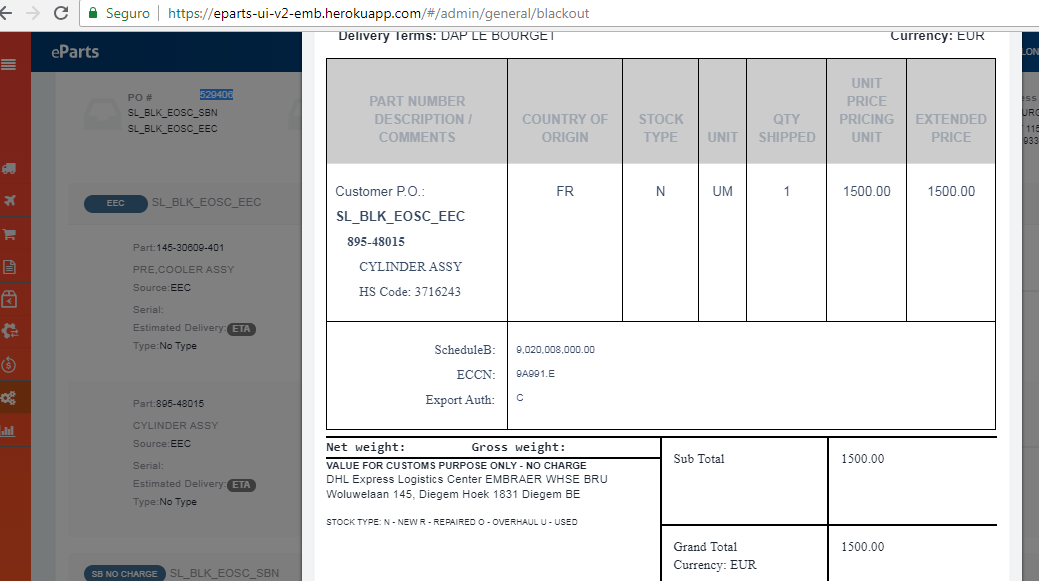 Seguro
https://eparts-ui-v2-emb.herokuapp.com/#/admin/general/blackout
eParts
PO #
529406
SL_BLK_EOSC_SBN
SL_BLK_EOSC_EEC
EEC
SL_BLK_EOSC_EEC
Part:145-30609-401
PRE,COOLER ASSY
Source:EEC
Serial:
Estimated Delivery: ETA
Type:No Type
Part:895-48015
CYLINDER ASSY
Source:EEC
Serial:
Estimated Delivery: ETA
Type:No Type
SB NO CHARGE
SL_BLK_EOSC_SBN
Delivery Terms: DAP LE BOURGET
Currency: EUR
PART NUMBER
DESCRIPTION /
COMMENTS
COUNTRY OF
ORIGIN
STOCK
TYPE
UNIT
QTY
SHIPPED
UNIT
PRICE
PRICING
UNIT
EXTENDED
PRICE
Customer P.O.:
SL_BLK_EOSC_EEC
895-48015
CYLINDER ASSY
HS Code: 3716243
FR
N
UM
1
1500.00
1500.00
ScheduleB: 9,020,008,000.00
ECCN: 9A991.E
Export Auth: C
Net weight: Gross weight:
VALUE FOR CUSTOMS PURPOSE ONLY - NO CHARGE
DHL Express Logistics Center EMBRAER WHSE BRU
Woluwelaan 145, Diegem Hoek 1831 Diegem BE
STOCK TYPE: N - NEW R - REPAIRED O - OVERHAUL U - USED
Sub Total 1500.00
Grand Total 1500.00
Currency: EUR